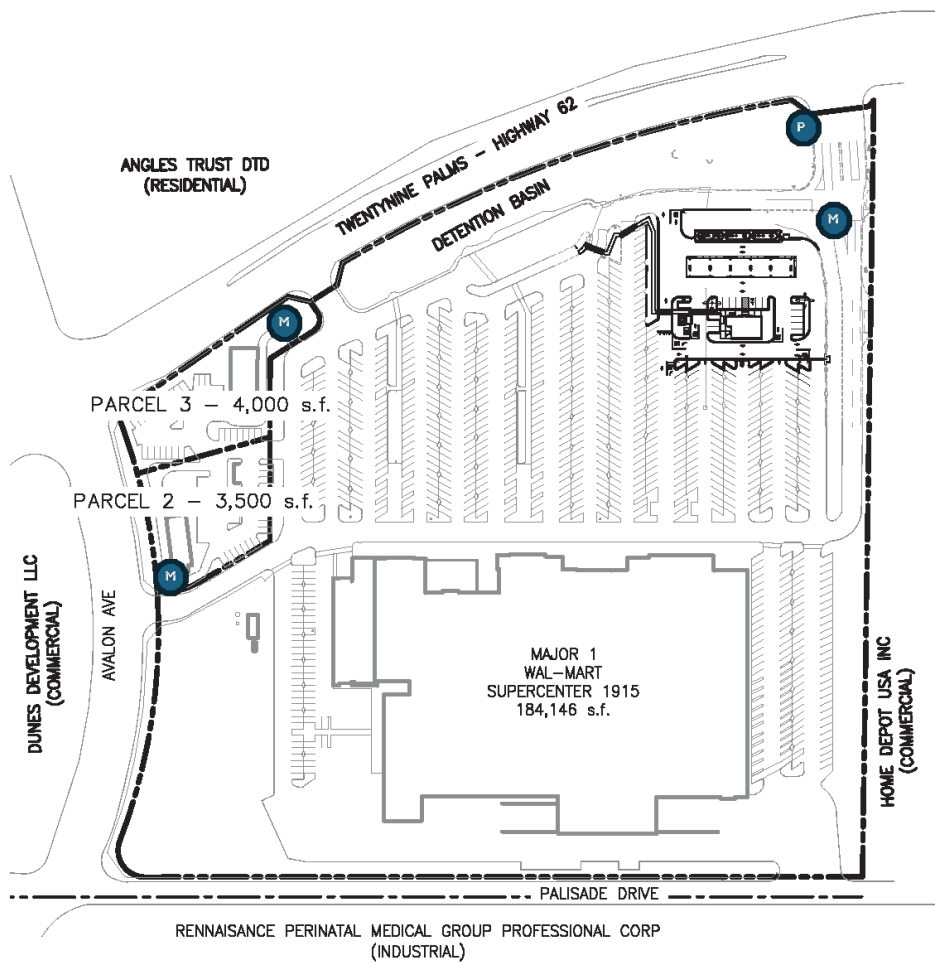 P
TWENTYNINE PALMS - HIGHWAY 62
ANGLES TRUST DTD
(RESIDENTIAL)
DETENTION BASIN
M
M
PARCEL 3 - 4,000 s.f.
PARCEL 2 - 3,500 s.f.
M
DUNES DEVELOPMENT LLC
(COMMERCIAL)
AVALON AVE
MAJOR 1
WAL-MART
SUPERCENTER 1915
184,146 s.f.
HOME DEPOT USA INC
(COMMERCIAL)
PALISADE DRIVE
RENNAISANCE PERINATAL MEDICAL GROUP PROFESSIONAL CORP
(INDUSTRIAL)